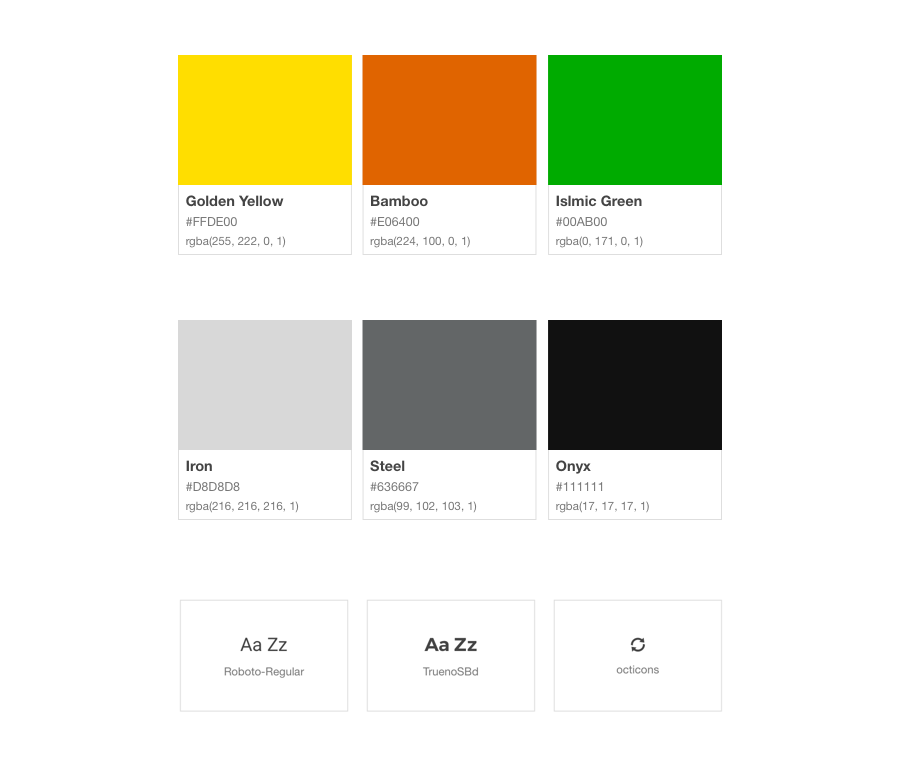 Golden Yellow
#FFDE00
rgba(255, 222, 0, 1)
Bamboo
#E06400
rgba(224, 100, 0, 1)
Islmic Green
#00AB00
rgba(0, 171, 0, 1)
Iron
#D8D8D8
rgba(216, 216, 216, 1)
Steel
#636667
rgba(99, 102, 103, 1)
Onyx
#111111
rgba(17, 17, 17, 1)
Aa Zz
Roboto-Regular
Aa Zz
TruenoSBd
octicons